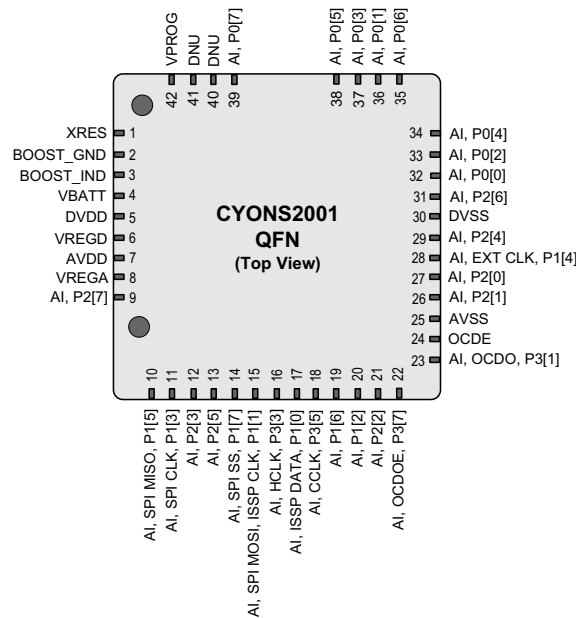 VPROG
DNU
DNU
AI, P0[7]
AI, P0[5]
AI, P0[3]
AI, P0[1]
AI, P0[6]
42
41
40
39
38
37
36
35
XRES 1
BOOST_GND 2
BOOST_IND 3
VBATT 4
DVDD 5
VREGD 6
AVDD 7
VREGA 8
AI, P2[7] 9
CYONS2001
QFN
(Top View)
34 AI, P0[4]
33 AI, P0[2]
32 AI, P0[0]
31 AI, P2[6]
30 DVSS
29 AI, P2[4]
28 AI, EXT CLK, P1[4]
27 AI, P2[0]
26 AI, P2[1]
25 AVSS
24 OCDE
23 AI, OCDO, P3[1]
10
11
12
13
14
15
16
17
18
19
20
21
22
AI, SPI MISO, P1[5]
AI, SPI CLK, P1[3]
AI, P2[3]
AI, P2[5]
AI, SPI SS, P1[7]
AI, SPI MOSI, ISSP CLK, P1[1]
AI, HCLK, P3[3]
AI, ISSP DATA, P1[0]
AI, CCLK, P3[5]
AI, P1[6]
AI, P1[2]
AI, P2[2]
AI, OCDOE, P3[7]